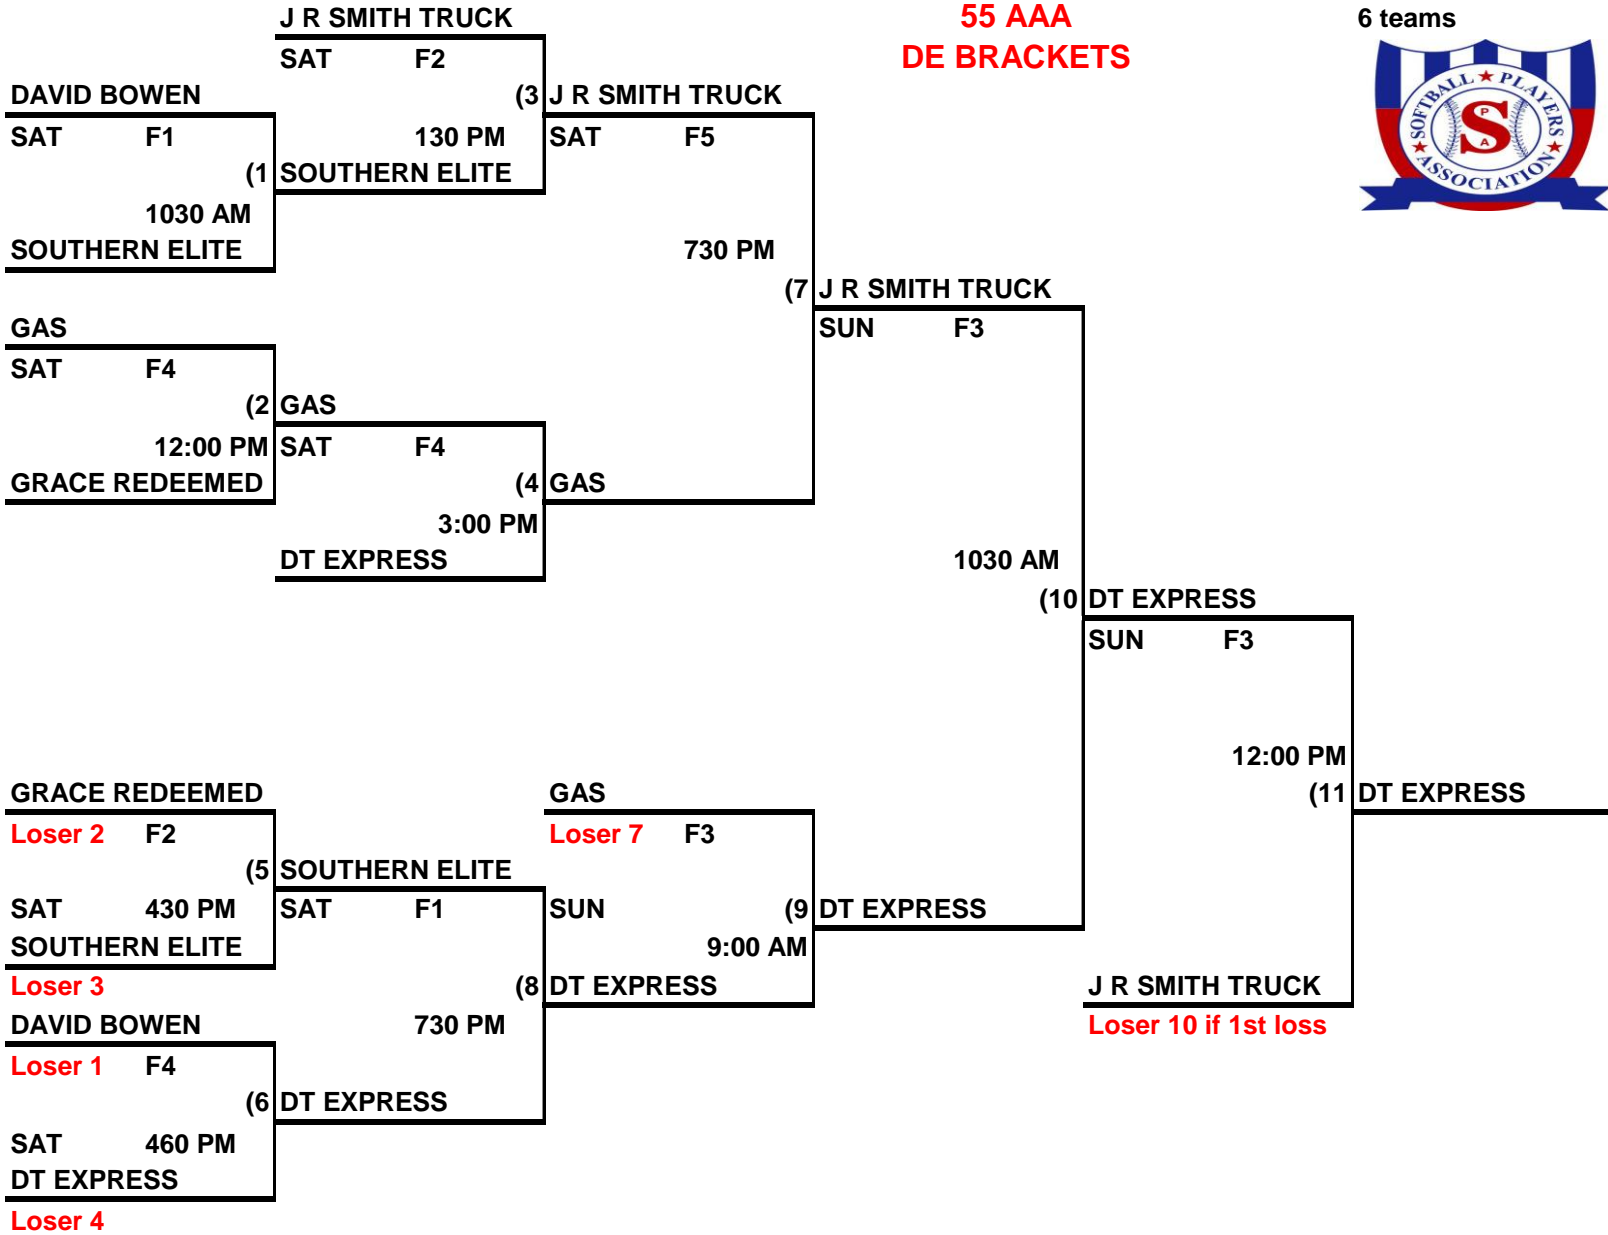 J R SMITH TRUCK
55 AAA
6 teams
SAT F2
DE BRACKETS
DAVID BOWEN
(3 J R SMITH TRUCK
SAT F1
130 PM
SAT F5
(1 SOUTHERN ELITE
1030 AM
SOUTHERN ELITE
730 PM
SOFTBALL ★ PLAYERS ★ ASSOCIATION ★
S
P
A
(7 J R SMITH TRUCK
GAS
SUN F3
SAT F4
(2 GAS
12:00 PM
SAT F4
GRACE REDEEMED
(4 GAS
3:00 PM
DT EXPRESS
1030 AM
(10 DT EXPRESS
SUN F3
12:00 PM
GRACE REDEEMED
GAS
(11 DT EXPRESS
Loser 2 F2
Loser 7 F3
(5 SOUTHERN ELITE
SAT 430 PM
SAT F1
SUN
(9 DT EXPRESS
SOUTHERN ELITE
9:00 AM
Loser 3
(8 DT EXPRESS
J R SMITH TRUCK
DAVID BOWEN
730 PM
Loser 10 if 1st loss
Loser 1 F4
(6 DT EXPRESS
SAT 460 PM
DT EXPRESS
Loser 4